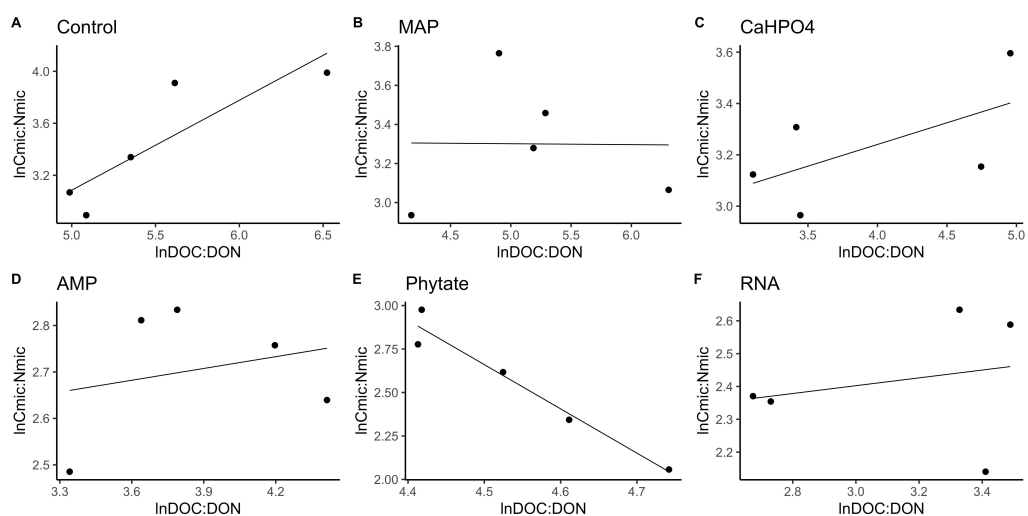 A Control
lnCmic:Nmic
4.0
3.6
3.2
5.0 5.5 6.0 6.5
lnDOC:DON
B MAP
lnCmic:Nmic
3.8
3.6
3.4
3.2
3.0
4.5 5.0 5.5 6.0
lnDOC:DON
C CaHPO4
lnCmic:Nmic
3.6
3.4
3.2
3.0
3.5 4.0 4.5 5.0
lnDOC:DON
D AMP
lnCmic:Nmic
2.8
2.7
2.6
2.5
3.3 3.6 3.9 4.2
lnDOC:DON
E Phytate
lnCmic:Nmic
3.00
2.75
2.50
2.25
2.00
4.4 4.5 4.6 4.7
lnDOC:DON
F RNA
lnCmic:Nmic
2.6
2.5
2.4
2.3
2.2
2.8 3.0 3.2 3.4
lnDOC:DON